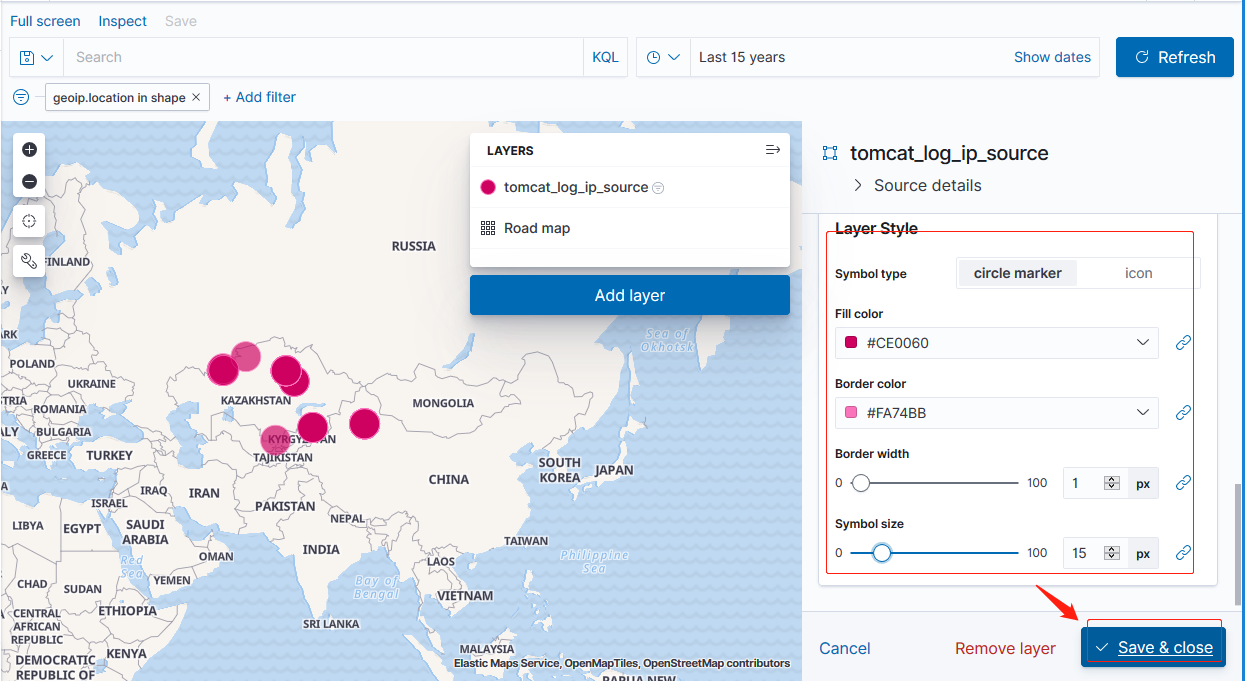 Full screen Inspect Save
Search KQL Last 15 years Show dates Refresh
geoip.location in shape × + Add filter
LAYERS
tomcat_log_ip_source
Road map
Add layer
RUSSIA
FINLAND
Sea of
Okhotsk
POLAND
UKRAINE
KAZAKHSTAN
MONGOLIA
ROMANIA
BULGARIA
GREECE
TURKEY
TAJIKISTAN
CHINA
SOUTH
KOREA
JAPAN
IRAQ
IRAN
ISRAEL
PAKISTAN
LIBYA
EGYPT
SAUDI
ARABIA
NEPAL
INDIA
TAIWAN
Red
Sea
OMAN
LAOS
Philippine
Sea
CHAD
SUDAN
YEMEN
Bay of
Bengal
VIETNAM
CENTRAL
AFRICAN
REPUBLIC
ETHIOPIA
SRI LANKA
KENYA
MALAYSIA
DEMOCRATIC
REPUBLIC OF
Elastic Maps Service, OpenMapTiles, OpenStreetMap contributors
PAPUA NEW
tomcat_log_ip_source
Source details
Layer Style
Symbol type circle marker icon
Fill color
#CE0060
Border color
#FA74BB
Border width
0 100 1 px
Symbol size
0 100 15 px
Cancel Remove layer Save & close